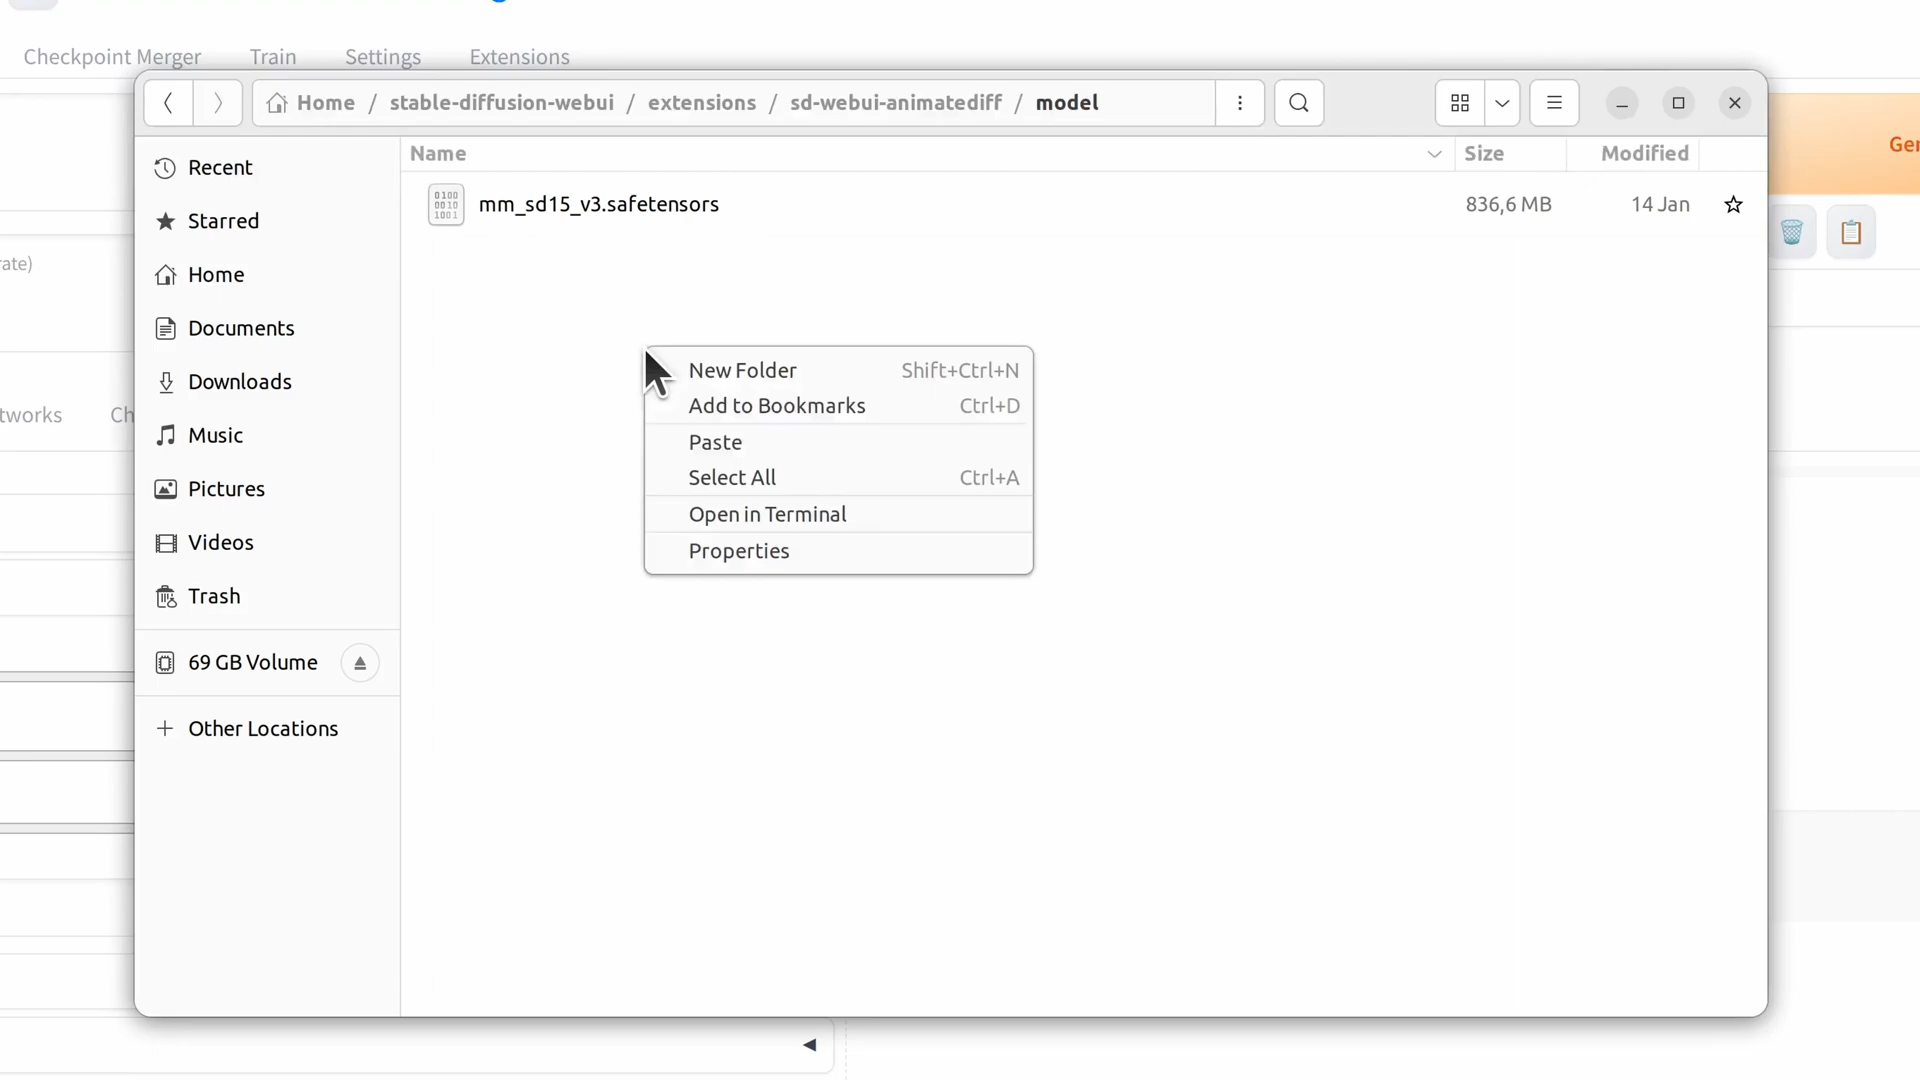 Checkpoint Merger Train Settings Extensions
Home / stable-diffusion-webui / extensions / sd-webui-animatediff / model
Name Size Modified
mm_sd15_v3.safetensors 836,6 MB 14 Jan
Recent
Starred
Home
Documents
Downloads
Music
Pictures
Videos
Trash
69 GB Volume
Other Locations
New Folder Shift+Ctrl+N
Add to Bookmarks Ctrl+D
Paste
Select All Ctrl+A
Open in Terminal
Properties
Ger
rate)
tworks Ch